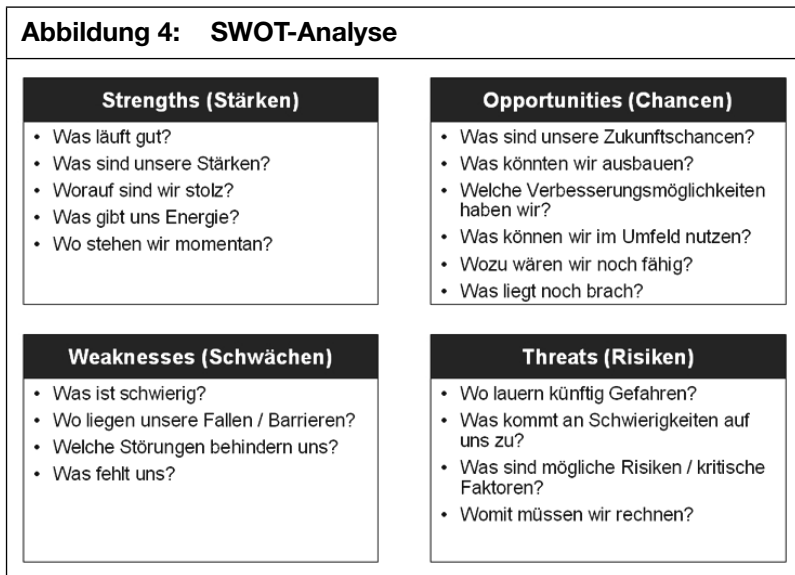 Abbildung 4: SWOT-Analyse
Strengths (Stärken)
• Was läuft gut?
• Was sind unsere Stärken?
• Worauf sind wir stolz?
• Was gibt uns Energie?
• Wo stehen wir momentan?
Opportunities (Chancen)
• Was sind unsere Zukunftschancen?
• Was könnten wir ausbauen?
• Welche Verbesserungsmöglichkeiten
haben wir?
• Was können wir im Umfeld nutzen?
• Wozu wären wir noch fähig?
• Was liegt noch brach?
Weaknesses (Schwächen)
• Was ist schwierig?
• Wo liegen unsere Fallen / Barrieren?
• Welche Störungen behindern uns?
• Was fehlt uns?
Threats (Risiken)
• Wo lauern künftig Gefahren?
• Was kommt an Schwierigkeiten auf
uns zu?
• Was sind mögliche Risiken / kritische
Faktoren?
• Womit müssen wir rechnen?